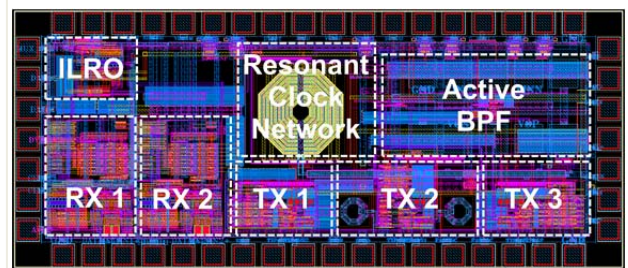 ILRO
Resonant
Clock
Network
Active
BPF
RX 1
RX 2
TX 1
TX 2
TX 3